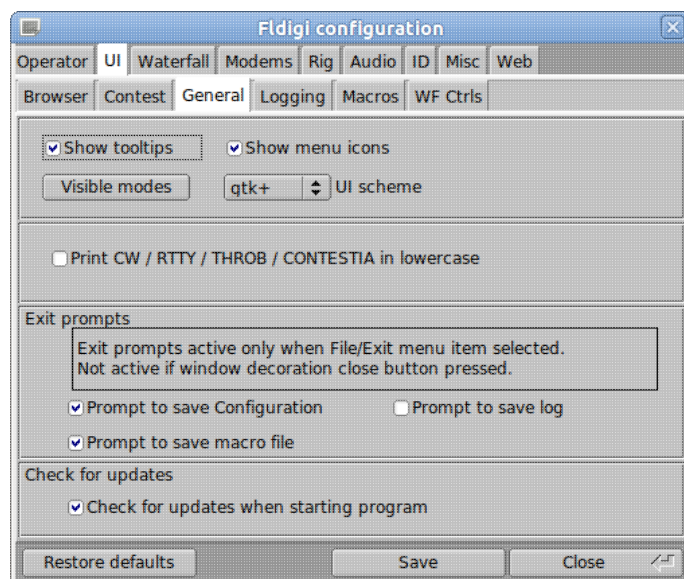 Fldigi configuration
Operator UI Waterfall Modems Rig Audio ID Misc Web
Browser Contest General Logging Macros WF Ctrls
Show tooltips Show menu icons
Visible modes gtk+ UI scheme
Print CW / RTTY / THROB / CONTESTIA in lowercase
Exit prompts
Exit prompts active only when File/Exit menu item selected.
Not active if window decoration close button pressed.
Prompt to save Configuration Prompt to save log
Prompt to save macro file
Check for updates
Check for updates when starting program
Restore defaults Save Close